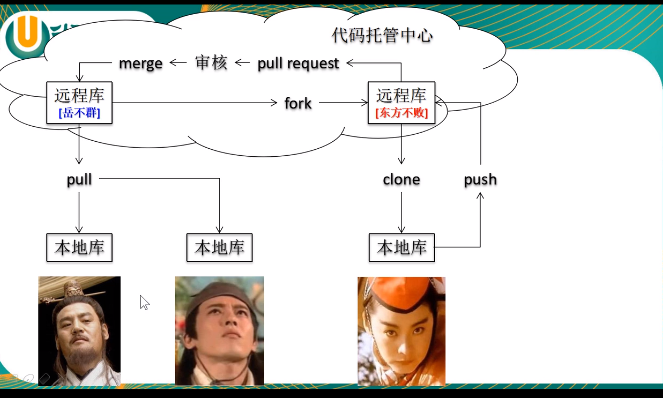 代码托管中心
merge
审核
pull request
远程库
[岳不群]
fork
远程库
[东方不败]
pull
clone
push
本地库
本地库
本地库